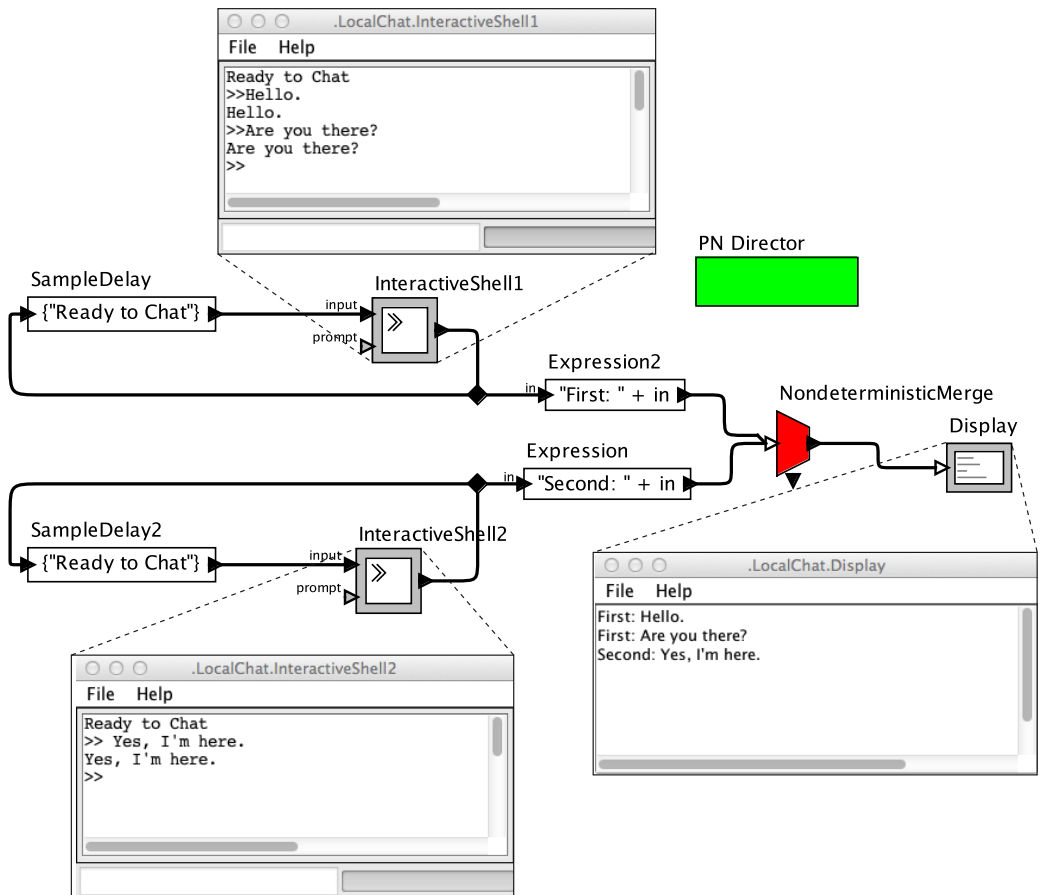 .LocalChat.InteractiveShell1
File Help
Ready to Chat
>>Hello.
Hello.
>>Are you there?
Are you there?
>>
PN Director
SampleDelay
{"Ready to Chat"}
input
prompt
InteractiveShell1
Expression2
in
"First: " + in
NondeterministicMerge
Display
Expression
in
"Second: " + in
SampleDelay2
{"Ready to Chat"}
input
prompt
InteractiveShell2
.LocalChat.Display
File Help
First: Hello.
First: Are you there?
Second: Yes, I'm here.
.LocalChat.InteractiveShell2
File Help
Ready to Chat
>> Yes, I'm here.
Yes, I'm here.
>>